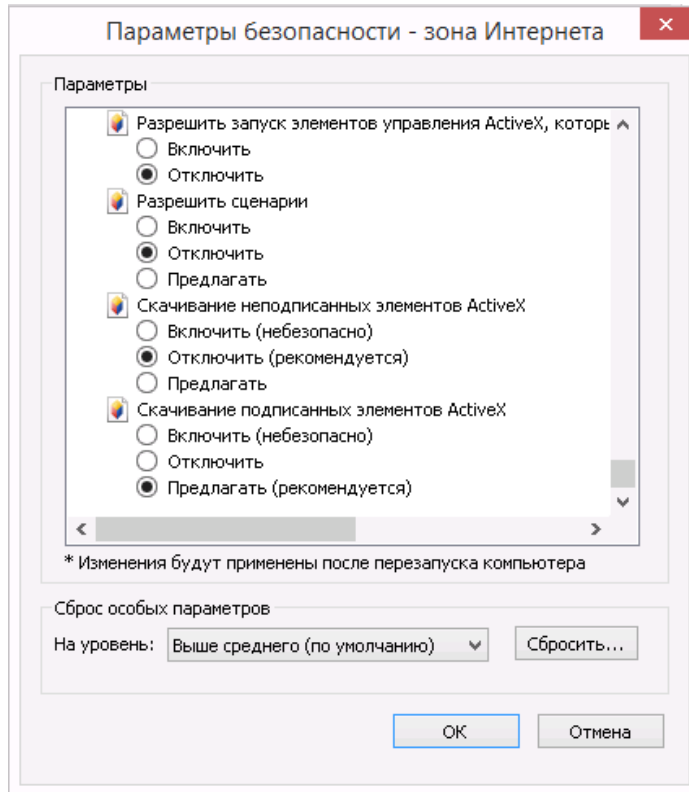 Параметры безопасности - зона Интернета
Параметры
Разрешить запуск элементов управления ActiveX, которы
Включить
Отключить
Разрешить сценарии
Включить
Отключить
Предлагать
Скачивание неподписанных элементов ActiveX
Включить (небезопасно)
Отключить (рекомендуется)
Предлагать
Скачивание подписанных элементов ActiveX
Включить (небезопасно)
Отключить
Предлагать (рекомендуется)
* Изменения будут применены после перезапуска компьютера
Сброс особых параметров
На уровень: Выше среднего (по умолчанию) Сбросить...
ОК Отмена